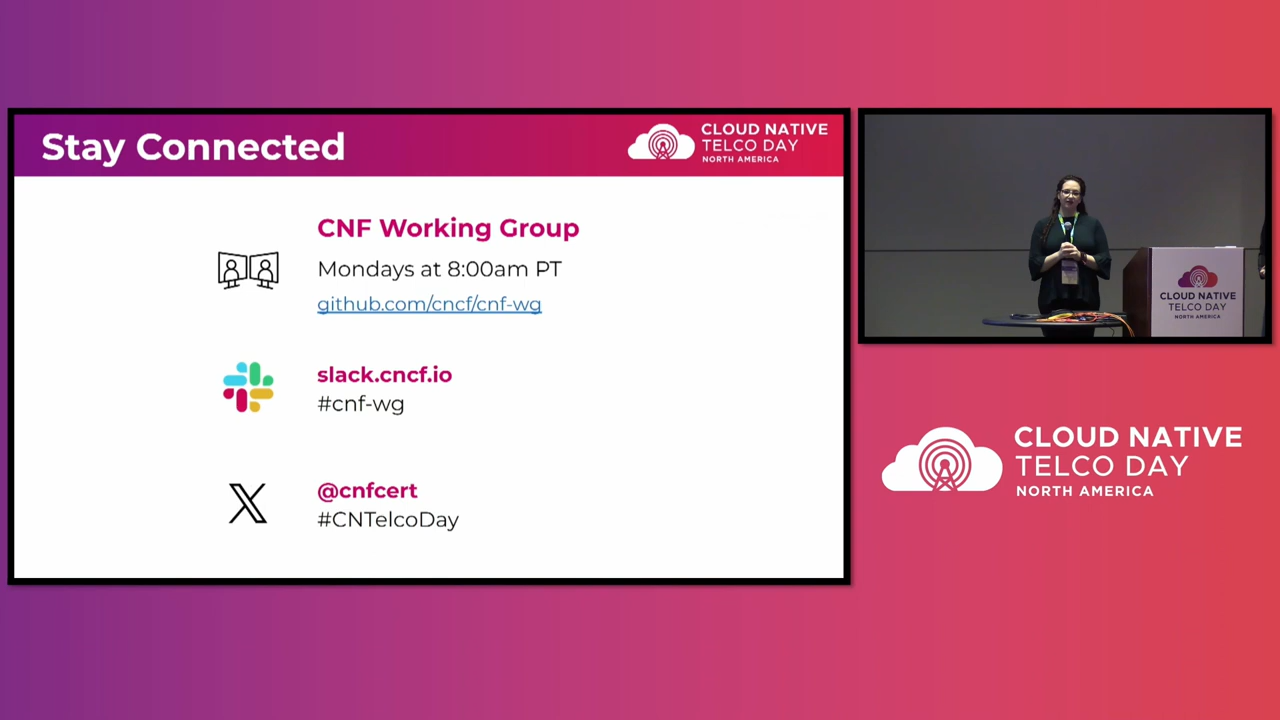 Stay Connected
CLOUD NATIVE
TELCO DAY
NORTH AMERICA
CNF Working Group
Mondays at 8:00am PT
github.com/cncf/cnf-wg
slack.cncf.io
#cnf-wg
@cnfcert
#CNTelcoDay
CLOUD NATIVE
TELCO DAY
NORTH AMERICA
CLOUD NATIVE
TELCO DAY
NORTH AMERICA